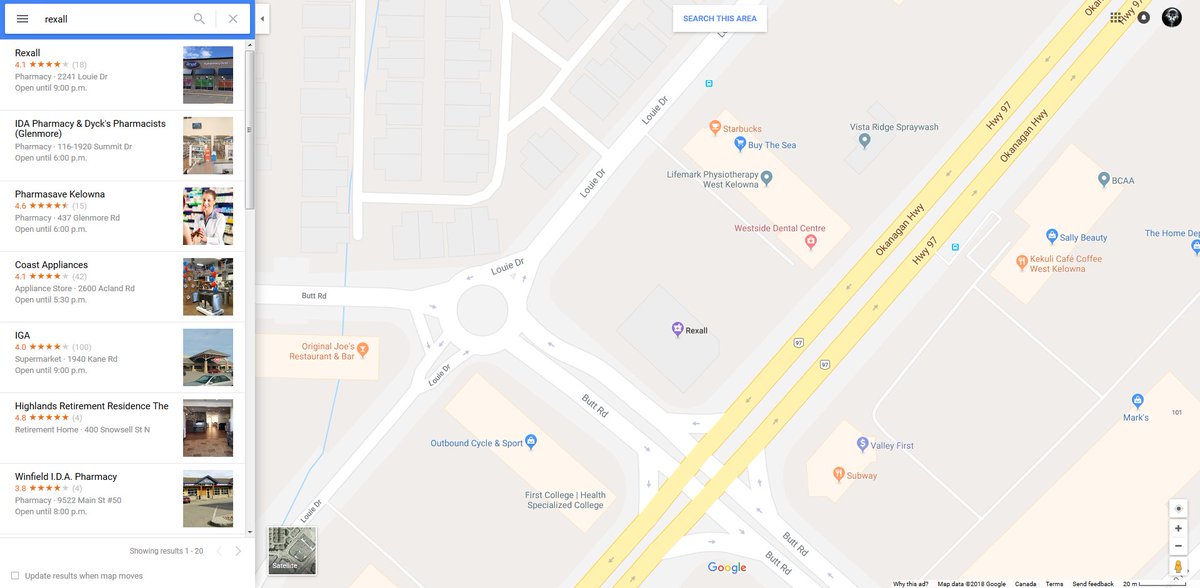 rexall
Rexall
4.1 ★★★★★ (18)
Pharmacy · 2241 Louie Dr
Open until 9:00 p.m.
IDA Pharmacy & Dyck's Pharmacists
(Glenmore)
Pharmacy · 116-1920 Summit Dr
Open until 6:00 p.m.
Pharmasave Kelowna
4.6 ★★★★★ (15)
Pharmacy · 437 Glenmore Rd
Open until 6:00 p.m.
Coast Appliances
4.1 ★★★★★ (42)
Appliance Store · 2600 Acland Rd
Open until 5:30 p.m.
IGA
4.0 ★★★★★ (100)
Supermarket · 1940 Kane Rd
Open until 9:00 p.m.
Highlands Retirement Residence The
4.8 ★★★★★ (4)
Retirement Home · 400 Snowsell St N
Winfield I.D.A. Pharmacy
3.8 ★★★★★ (4)
Pharmacy · 9522 Main St #50
Open until 8:00 p.m.
Showing results 1 - 20
Update results when map moves
SEARCH THIS AREA
Hwy 97
Louie Dr
Starbucks
Buy The Sea
Vista Ridge Spraywash
Hwy 97
Okanagan Hwy
Lifemark Physiotherapy
West Kelowna
BCAA
Louie Dr
Westside Dental Centre
Okanagan Hwy
Hwy 97
Sally Beauty
The Home Dep
Kekuli Café Coffee
West Kelowna
Louie Dr
Butt Rd
Rexall
Original Joe's
Restaurant & Bar
97
97
Louie Dr
Butt Rd
Mark's
101
Outbound Cycle & Sport
Valley First
Subway
First College | Health
Specialized College
Louie Dr
Butt Rd
Butt Rd
Satellite
Google
Why this ad? Map data ©2018 Google Canada Terms Send feedback 20 m